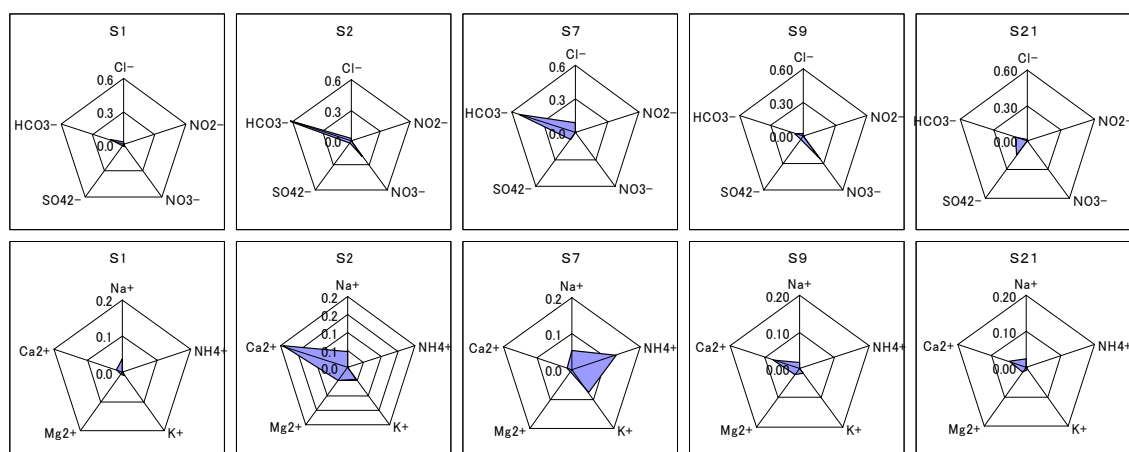 S1
Cl-
0.6
0.3
0.0
HCO3-
NO2-
SO42-
NO3-
S2
Cl-
0.6
0.3
0.0
HCO3-
NO2-
SO42-
NO3-
S7
Cl-
0.6
0.3
0.0
HCO3-
NO2-
SO42-
NO3-
S9
Cl-
0.60
0.30
0.00
HCO3-
NO2-
SO42-
NO3-
S21
Cl-
0.60
0.30
0.00
HCO3-
NO2-
SO42-
NO3-
S1
Na+
0.2
0.1
0.0
Ca2+
NH4+
Mg2+
K+
S2
Na+
0.2
0.2
0.1
0.1
0.0
Ca2+
NH4+
Mg2+
K+
S7
Na+
0.2
0.1
0.0
Ca2+
NH4+
Mg2+
K+
S9
Na+
0.20
0.10
0.00
Ca2+
NH4+
Mg2+
K+
S21
Na+
0.20
0.10
0.00
Ca2+
NH4+
Mg2+
K+